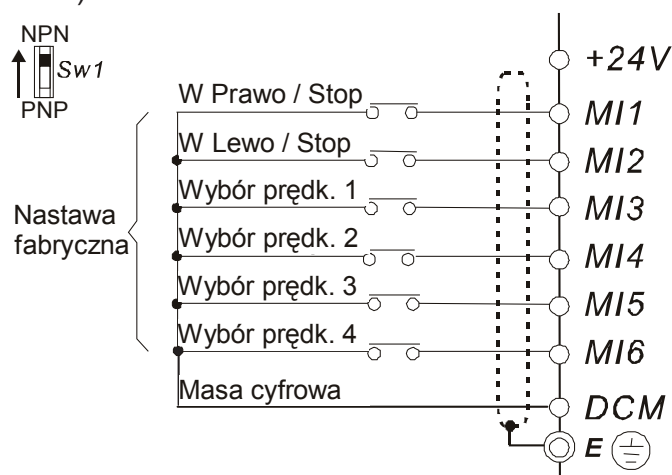 NPN
Sw1
PNP
+24V
W Prawo / Stop
MI1
W Lewo / Stop
MI2
Wybór prędk. 1
MI3
Nastawa
fabryczna
Wybór prędk. 2
MI4
Wybór prędk. 3
MI5
Wybór prędk. 4
MI6
Masa cyfrowa
DCM
E